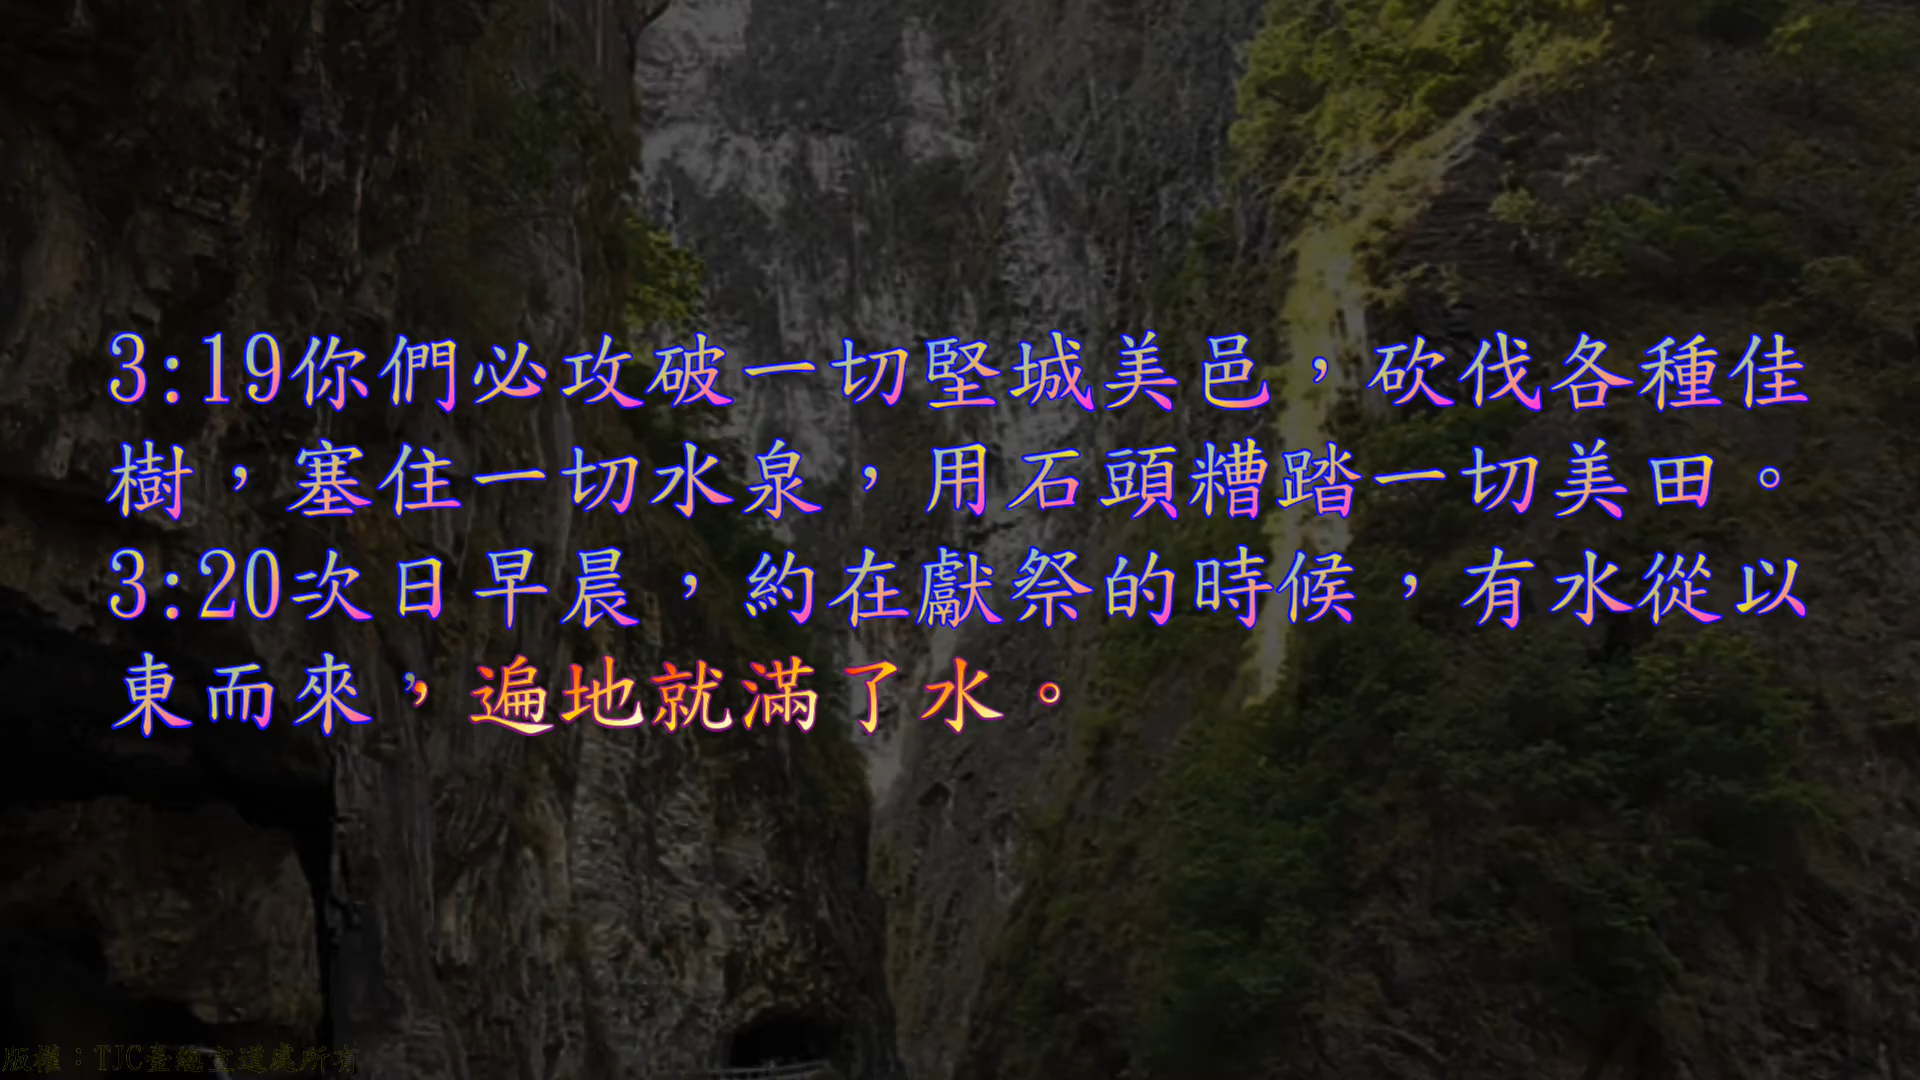 3:19你們必攻破一切堅城美邑，砍伐各種佳
樹，塞住一切水泉，用石頭糟踏一切美田。
3:20次日早晨，約在獻祭的時候，有水從以
東而來，遍地就滿了水。
版權：TJC臺總宣道處所有